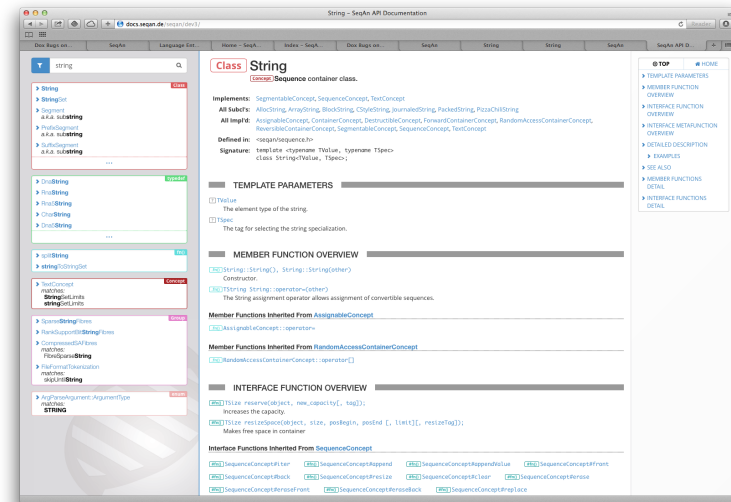 String – SeqAn API Documentation
docs.seqan.de/seqan/dev3/
Reader
Dox Bugs an...
SeqAn
Language Ext...
Home – SeqA...
Index – SeqA...
Dox Bugs an...
SeqAn
String
String
SeqAn
SeqAn API D...
string
Class
String
StringSet
Segment
a.k.a. substring
PrefixSegment
a.k.a. substring
SuffixSegment
a.k.a. substring
...
typedef
DnaString
RnaString
Rna5String
CharString
Dna5String
...
splitString
stringToStringSet
Concept
TextConcept
matches:
StringSetLimits
stringSetLimits
Group
SparseStringFibres
RankSupportBitStringFibres
CompressedSAFibres
matches:
FibreSparseString
FileFormatTokenization
matches:
skipUntilString
ArgParseArgument::ArgumentType
matches:
STRING
Class String
Concept Sequence container class.
Implements: SegmentableConcept, SequenceConcept, TextConcept
All Subcl's: AllocString, ArrayString, BlockString, CStyleString, JournaledString, PackedString, PizzaChiliString
All Impl'd: AssignableConcept, ContainerConcept, DestructibleConcept, ForwardContainerConcept, RandomAccessContainerConcept,
ReversibleContainerConcept, SegmentableConcept, SequenceConcept, TextConcept
Defined in: <seqan/sequence.h>
Signature: template <typename TValue, typename TSpec>
class String<TValue, TSpec>;
TEMPLATE PARAMETERS
TValue
The element type of the string.
TSpec
The tag for selecting the string specialization.
MEMBER FUNCTION OVERVIEW
String::String(), String::String(other)
Constructor.
TString String::operator=(other)
The String assignment operator allows assignment of convertible sequences.
Member Functions Inherited From AssignableConcept
AssignableConcept::operator=
Member Functions Inherited From RandomAccessContainerConcept
RandomAccessContainerConcept::operator[]
INTERFACE FUNCTION OVERVIEW
TSize reserve(object, new_capacity[, tag]);
Increases the capacity.
TSize resizeSpace(object, size, posBegin, posEnd [, limit][, resizeTag]);
Makes free space in container
Interface Functions Inherited From SequenceConcept
SequenceConcept#iter SequenceConcept#append SequenceConcept#appendValue SequenceConcept#front
SequenceConcept#back SequenceConcept#resize SequenceConcept#clear SequenceConcept#erase
SequenceConcept#eraseFront SequenceConcept#eraseBack SequenceConcept#replace
TOP
HOME
TEMPLATE PARAMETERS
MEMBER FUNCTION
OVERVIEW
INTERFACE FUNCTION
OVERVIEW
INTERFACE METAFUNCTION
OVERVIEW
DETAILED DESCRIPTION
EXAMPLES
SEE ALSO
MEMBER FUNCTIONS
DETAIL
INTERFACE FUNCTIONS
DETAIL